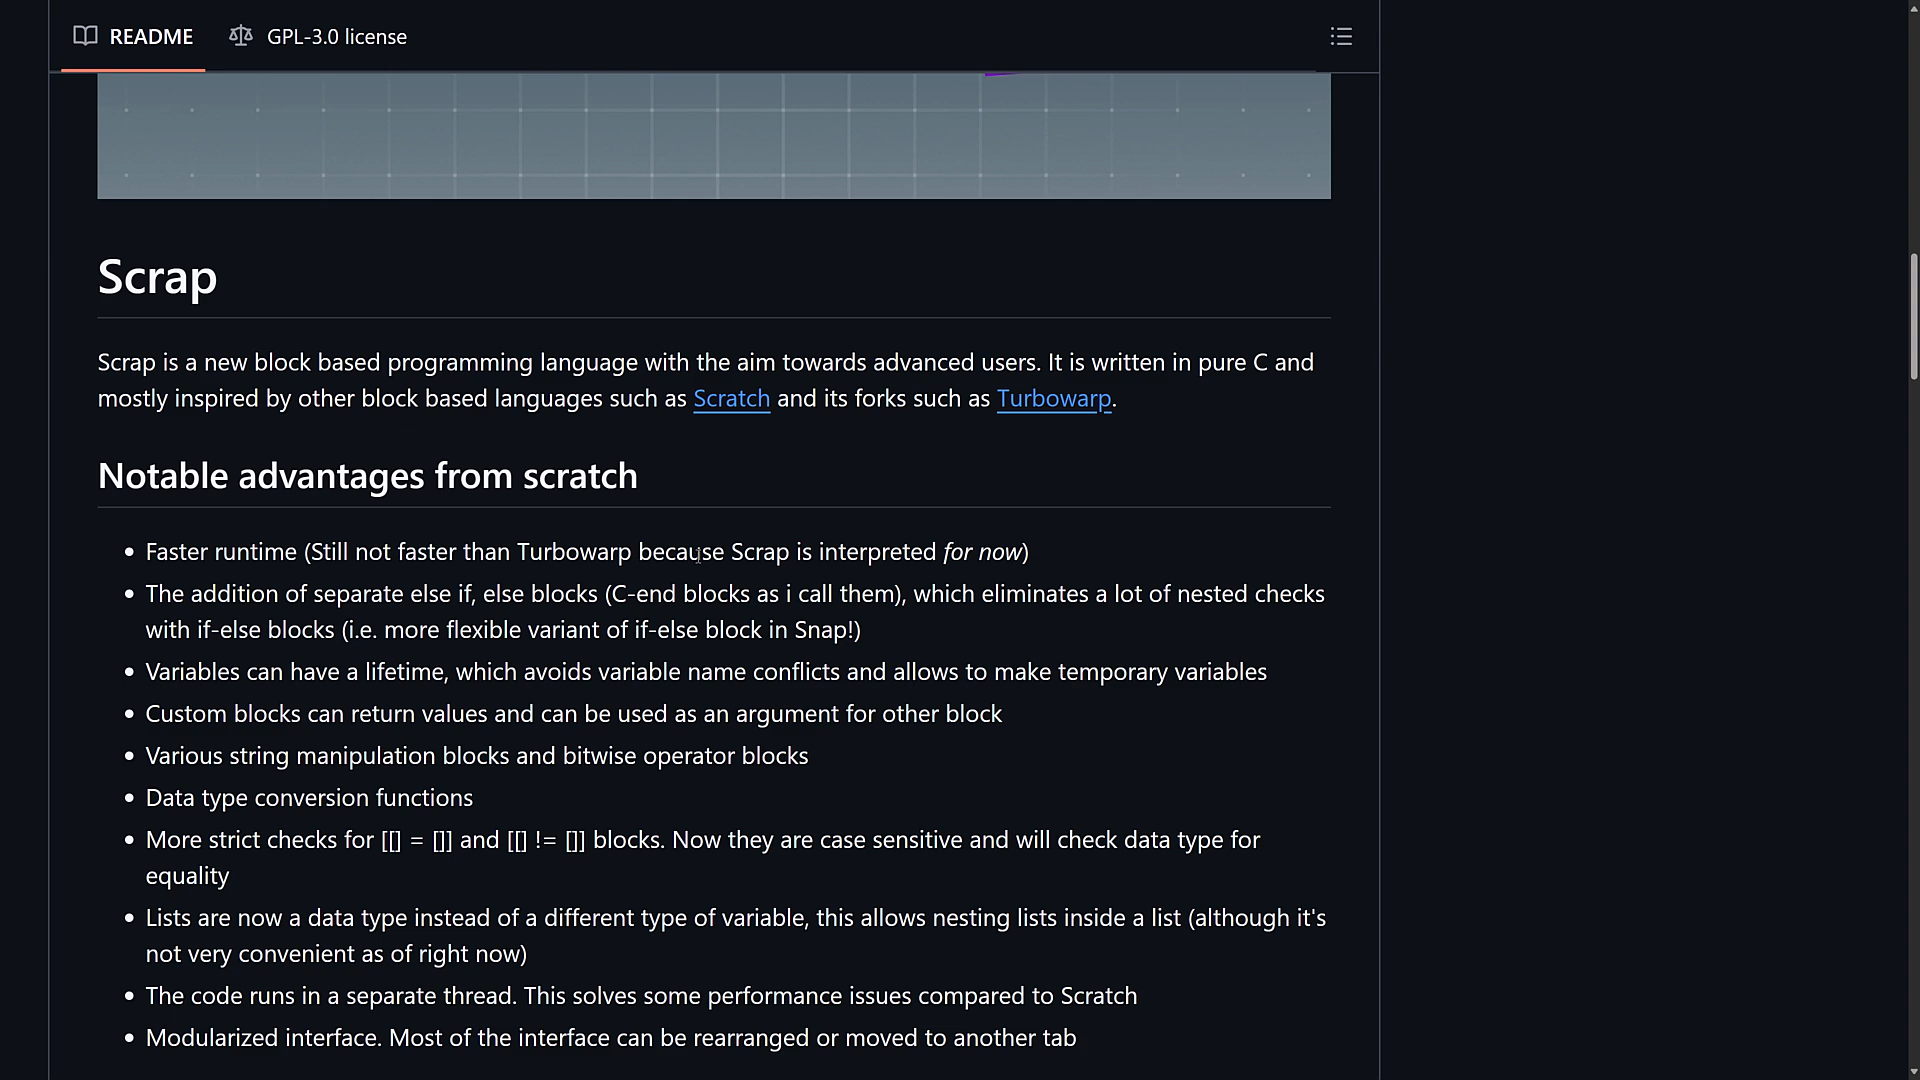 README GPL-3.0 license
Scrap
Scrap is a new block based programming language with the aim towards advanced users. It is written in pure C and
mostly inspired by other block based languages such as Scratch and its forks such as Turbowarp.
Notable advantages from scratch
• Faster runtime (Still not faster than Turbowarp because Scrap is interpreted for now)
• The addition of separate else if, else blocks (C-end blocks as i call them), which eliminates a lot of nested checks
with if-else blocks (i.e. more flexible variant of if-else block in Snap!)
• Variables can have a lifetime, which avoids variable name conflicts and allows to make temporary variables
• Custom blocks can return values and can be used as an argument for other block
• Various string manipulation blocks and bitwise operator blocks
• Data type conversion functions
• More strict checks for [[] = []] and [[] != []] blocks. Now they are case sensitive and will check data type for
equality
• Lists are now a data type instead of a different type of variable, this allows nesting lists inside a list (although it's
not very convenient as of right now)
• The code runs in a separate thread. This solves some performance issues compared to Scratch
• Modularized interface. Most of the interface can be rearranged or moved to another tab